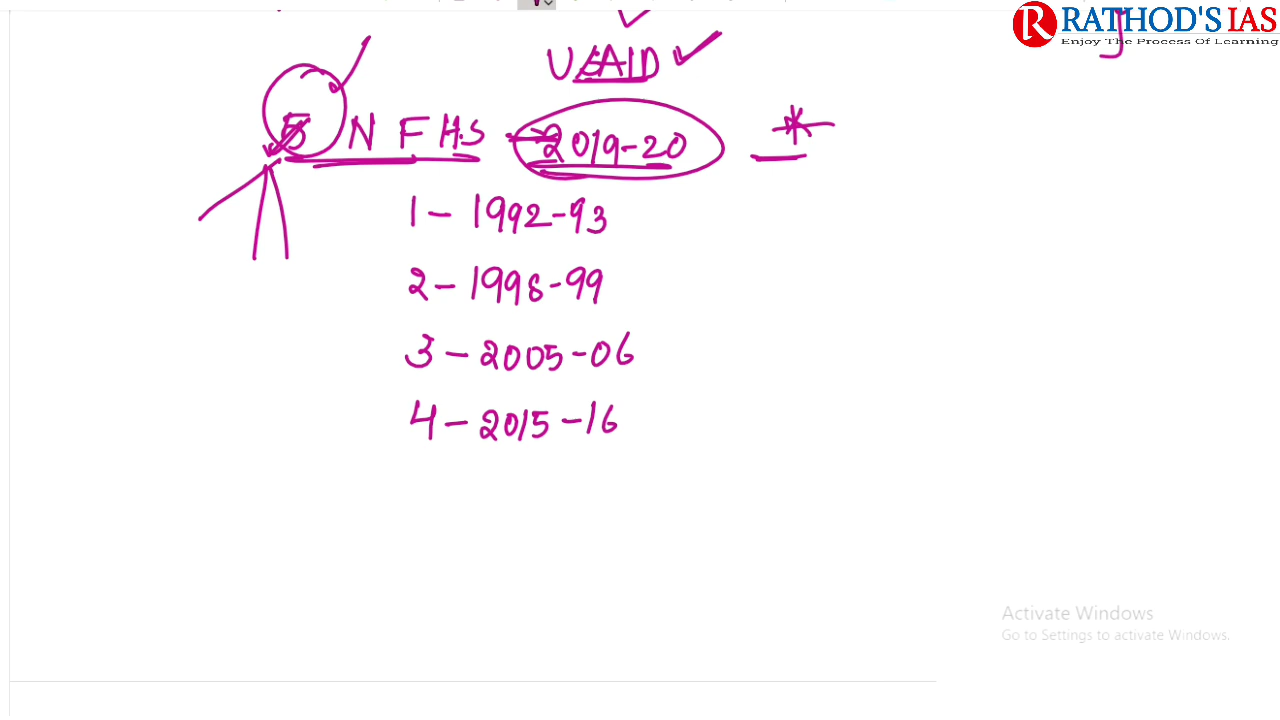 RATHOD'S IAS
Enjoy The Process Of Learning
USAID
5 NFHS → 2019-20 *
1 - 1992-93
2 - 1998-99
3 - 2005-06
4 - 2015-16
Activate Windows
Go to Settings to activate Windows.